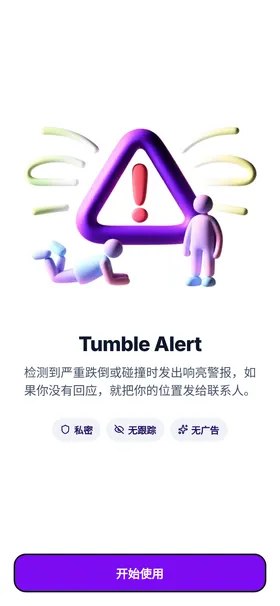 Tumble Alert
检测到严重跌倒或碰撞时发出响亮警报，如
果你没有回应，就把你的位置发给联系人。
私密 无跟踪 无广告
开始使用